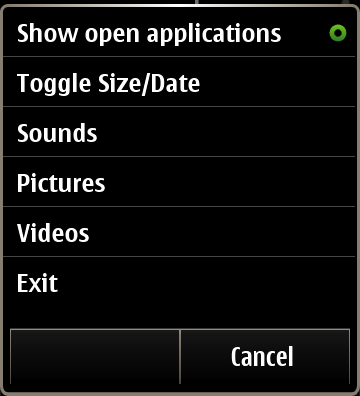 Show open applications
Toggle Size/Date
Sounds
Pictures
Videos
Exit
Cancel